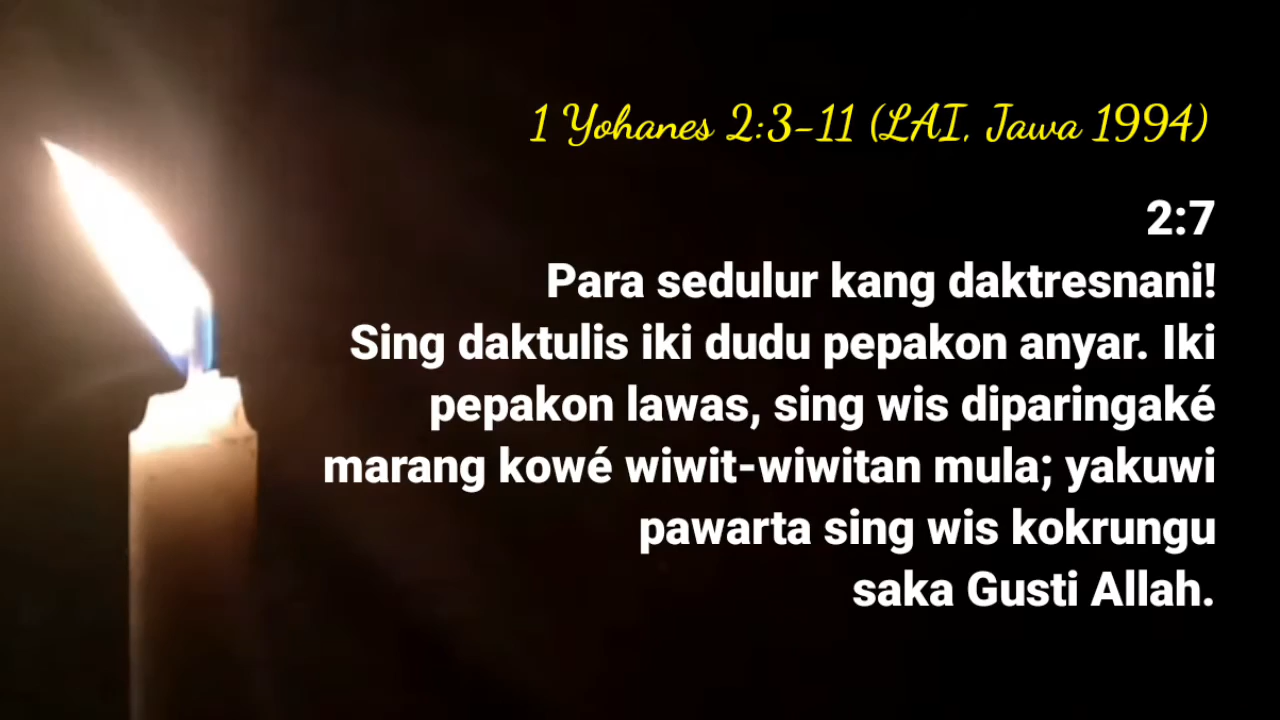 1 Yohanes 2:3-11 (LAI, Jawa 1994)
2:7
Para sedulur kang daktresnani!
Sing daktulis iki dudu pepakon anyar. Iki
pepakon lawas, sing wis diparingaké
marang kowé wiwit-wiwitan mula; yakuwi
pawarta sing wis kokrungu
saka Gusti Allah.